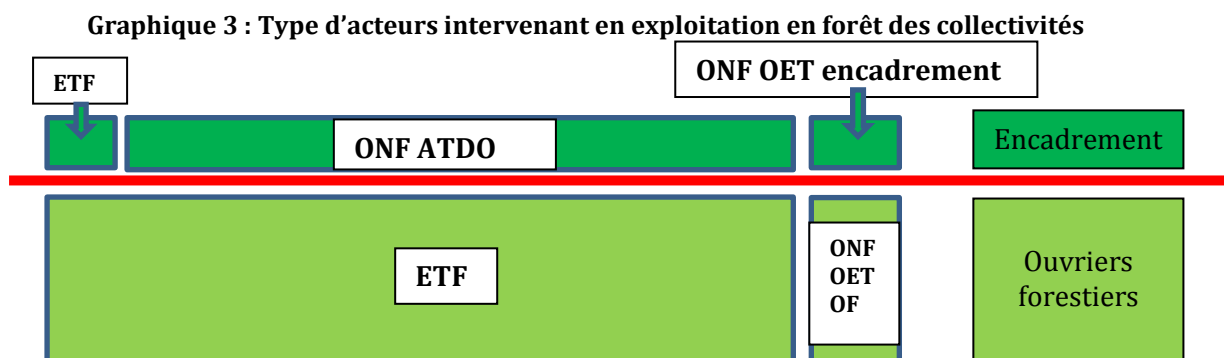 Graphique 3 : Type d’acteurs intervenant en exploitation en forêt des collectivités
ETF
ONF OET encadrement
ONF ATDO
Encadrement
ETF
ONF
OET
OF
Ouvriers
forestiers